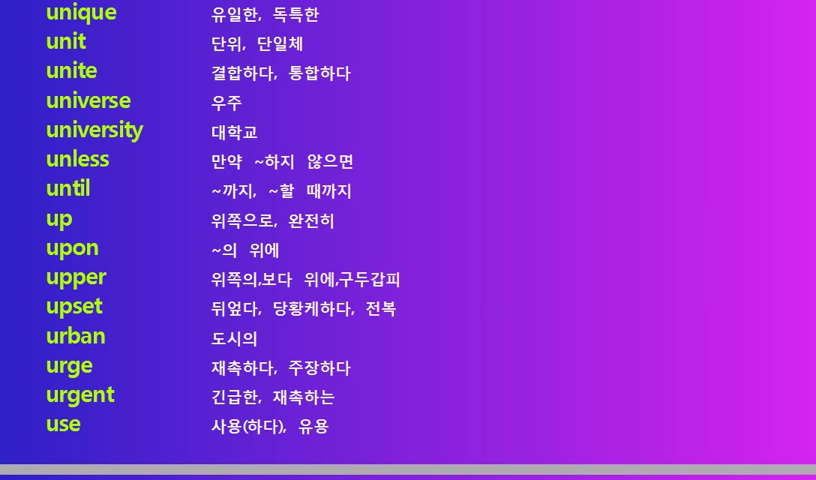 unique 유일한, 독특한
unit 단위, 단일체
unite 결합하다, 통합하다
universe 우주
university 대학교
unless 만약 ~하지 않으면
until ~까지, ~할 때까지
up 위쪽으로, 완전히
upon ~의 위에
upper 위쪽의,보다 위에,구두갑피
upset 뒤엎다, 당황케하다, 전복
urban 도시의
urge 재촉하다, 주장하다
urgent 긴급한, 재촉하는
use 사용(하다), 유용